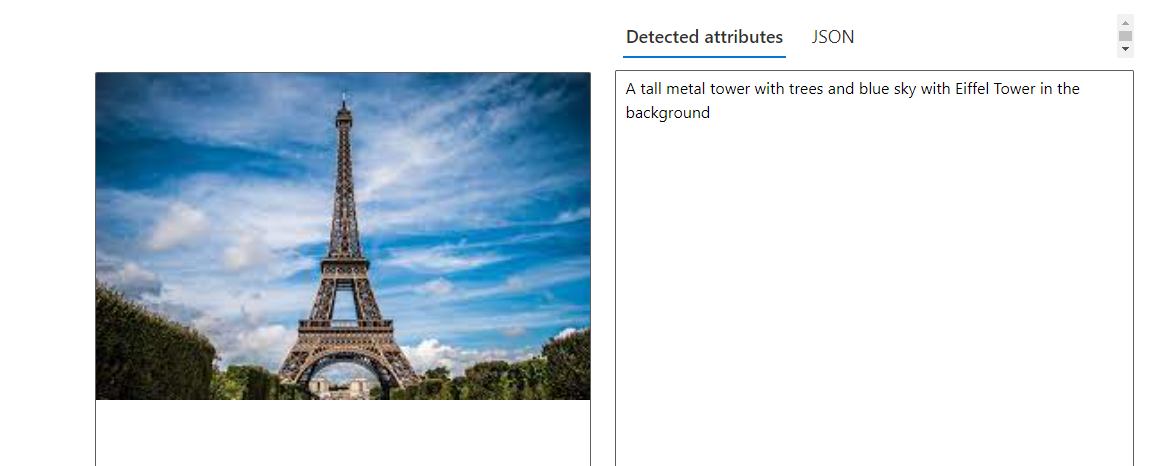 Detected attributes JSON
A tall metal tower with trees and blue sky with Eiffel Tower in the
background